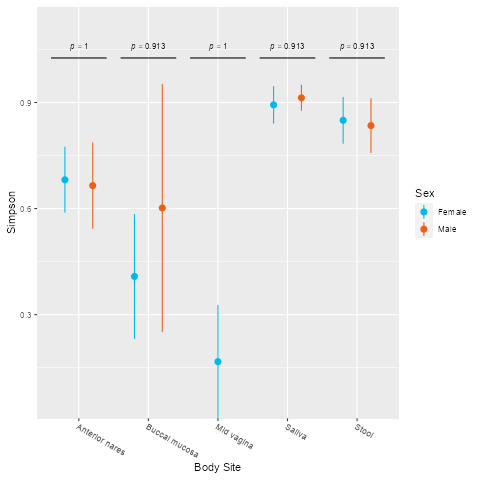 p = 1
p = 0.913
p = 1
p = 0.913
p = 0.913
0.9
0.6
0.3
Simpson
Anterior nares
Buccal mucosa
Mid vagina
Saliva
Stool
Body Site
Sex
Female
Male